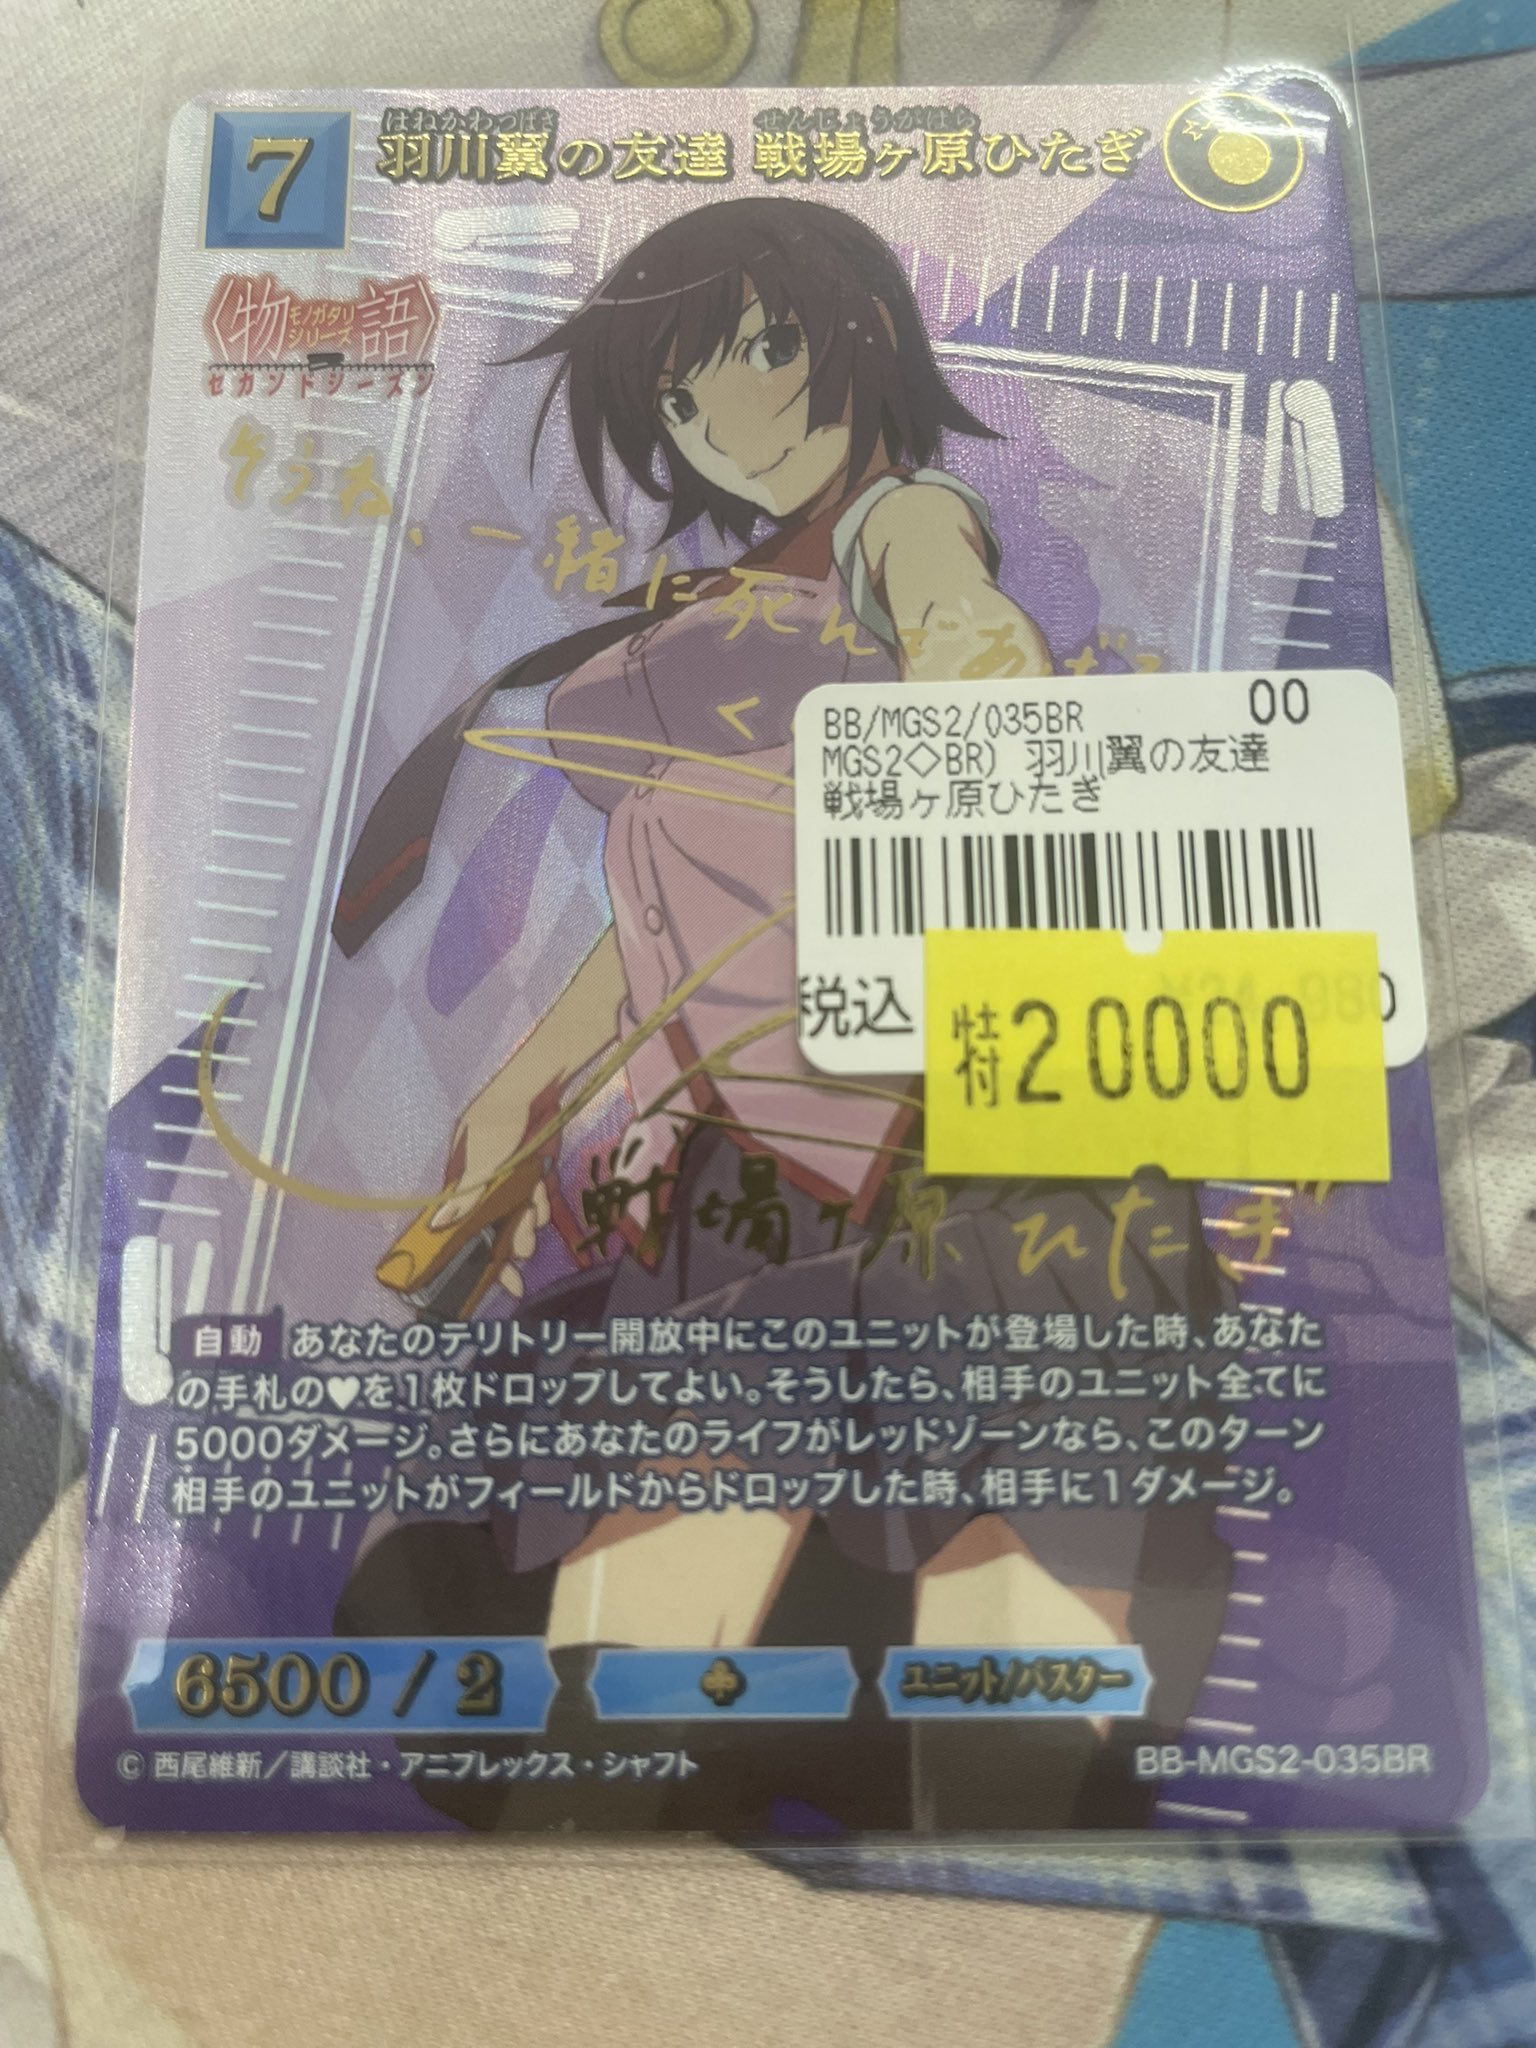 7
はねかわつばさ せんじょうがはら
羽川翼の友達 戦場ヶ原ひたぎ
〈物語〉
モノガタリ
シリーズ
セカンドシーズン
そうね、一緒に死んであげ
く
BB/MGS2/035BR 00
MGS2◇BR) 羽川翼の友達
戦場ヶ原ひたぎ
税込
20000
付
戦場ヶ原ひたぎ
自動 あなたのテリトリー開放中にこのユニットが登場した時、あなた
の手札の♥を1枚ドロップしてよい。そうしたら、相手のユニット全てに
5000ダメージ。さらにあなたのライフがレッドゾーンなら、このターン
相手のユニットがフィールドからドロップした時、相手に1ダメージ。
6500 / 2 ♣ ユニット/バスター
© 西尾維新／講談社・アニプレックス・シャフト BB-MGS2-035BR